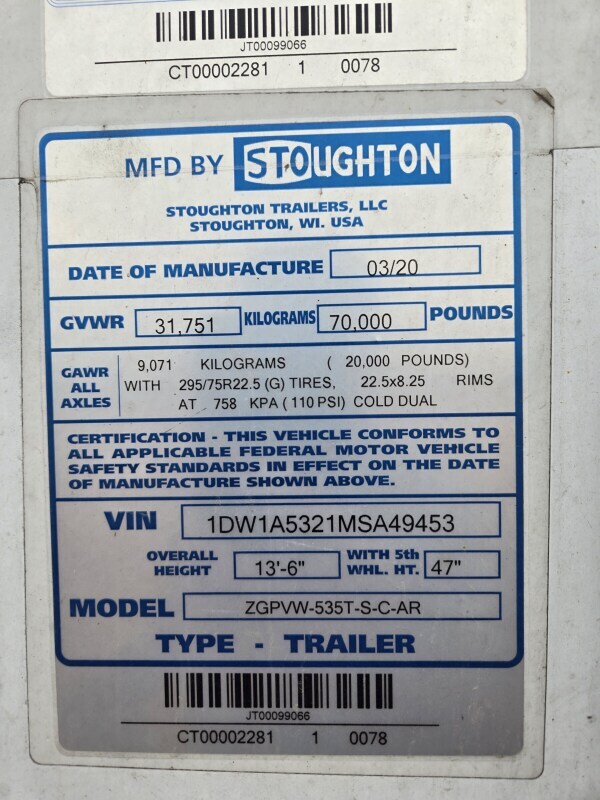 JT00099066
CT00002281 1 0078
MFD BY STOUGHTON
STOUGHTON TRAILERS, LLC
STOUGHTON, WI. USA
DATE OF MANUFACTURE 03/20
GVWR 31,751 KILOGRAMS 70,000 POUNDS
GAWR ALL AXLES
9,071 KILOGRAMS ( 20,000 POUNDS)
WITH 295/75R22.5 (G) TIRES, 22.5x8.25 RIMS
AT 758 KPA ( 110 PSI) COLD DUAL
CERTIFICATION - THIS VEHICLE CONFORMS TO
ALL APPLICABLE FEDERAL MOTOR VEHICLE
SAFETY STANDARDS IN EFFECT ON THE DATE
OF MANUFACTURE SHOWN ABOVE.
VIN 1DW1A5321MSA49453
OVERALL HEIGHT 13'-6" WITH 5th WHL. HT. 47"
MODEL ZGPVW-535T-S-C-AR
TYPE - TRAILER
JT00099066
CT00002281 1 0078